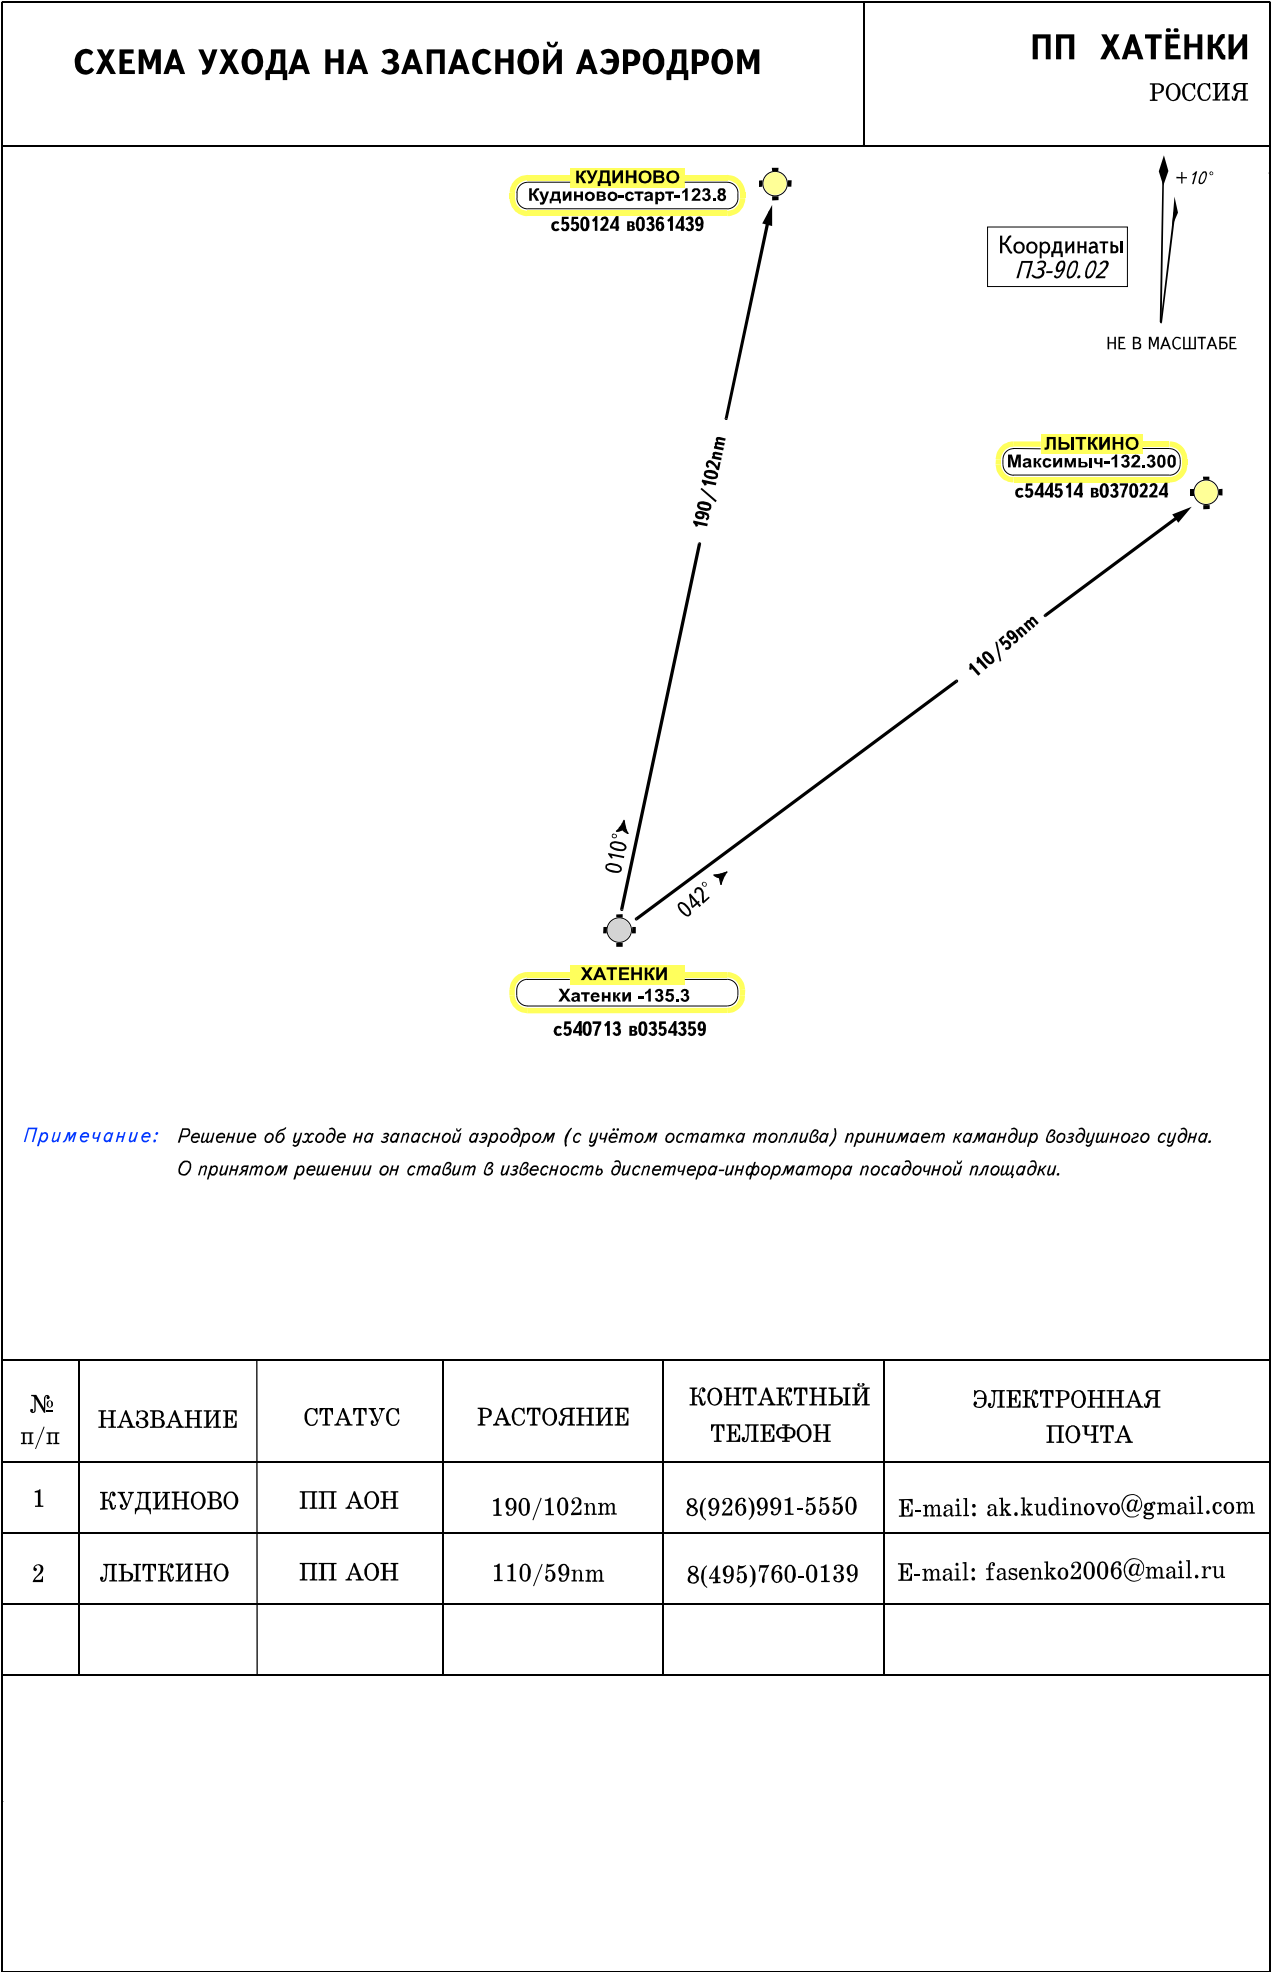 СХЕМА УХОДА НА ЗАПАСНОЙ АЭРОДРОМ
ПП ХАТЁНКИ
РОССИЯ
КУДИНОВО
Кудиново-старт-123.8
с550124 в0361439
+10°
Координаты
ПЗ-90.02
НЕ В МАСШТАБЕ
190/102nm
ЛЫТКИНО
Максимыч-132.300
с544514 в0370224
110/59nm
010°
042°
ХАТЕНКИ
Хатенки -135.3
с540713 в0354359
Примечание: Решение об уходе на запасной аэродром (с учётом остатка топлива) принимает камандир воздушного судна.
О принятом решении он ставит в извесность диспетчера-информатора посадочной площадки.
№ п/п НАЗВАНИЕ СТАТУС РАСТОЯНИЕ КОНТАКТНЫЙ ТЕЛЕФОН ЭЛЕКТРОННАЯ ПОЧТА
1 КУДИНОВО ПП АОН 190/102nm 8(926)991-5550 E-mail: ak.kudinovo@gmail.com
2 ЛЫТКИНО ПП АОН 110/59nm 8(495)760-0139 E-mail: fasenko2006@mail.ru